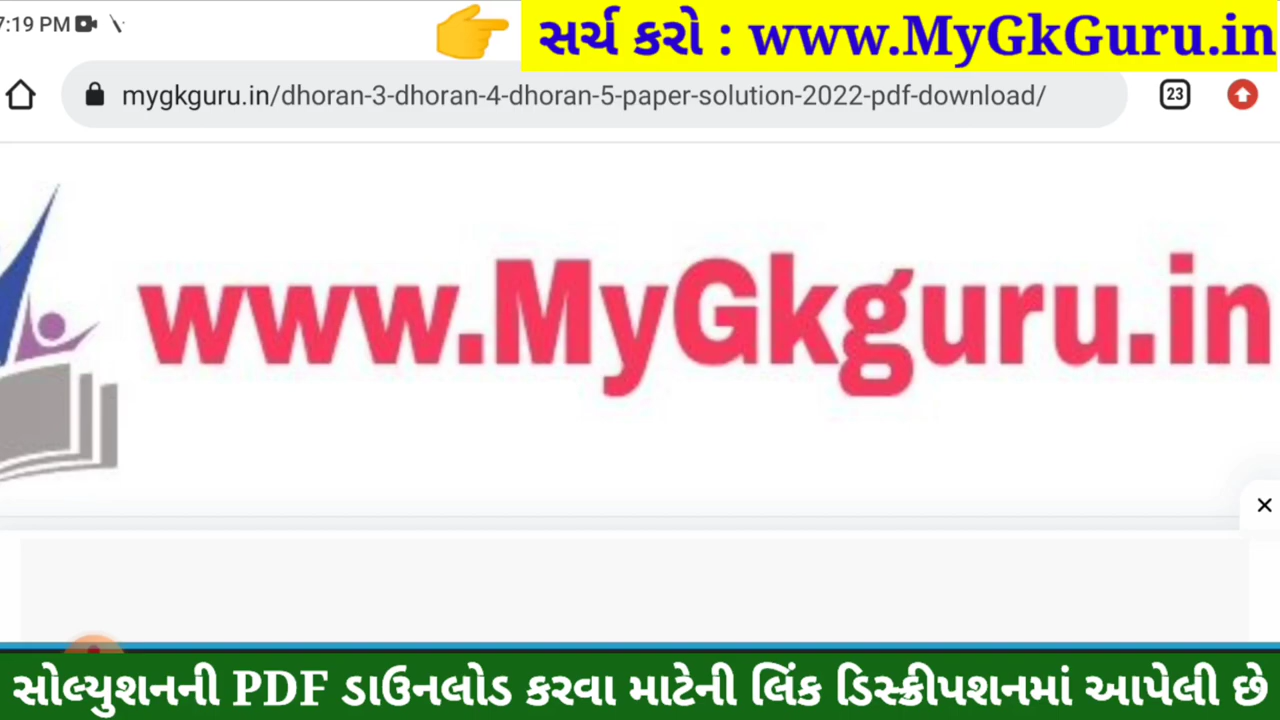 7:19 PM
સર્ચ કરો : www.MyGkGuru.in
mygkguru.in/dhoran-3-dhoran-4-dhoran-5-paper-solution-2022-pdf-download/
23
www.MyGkguru.in
સોલ્યુશનની PDF ડાઉનલોડ કરવા માટેની લિંક ડિસ્ક્રીપશનમાં આપેલી છે